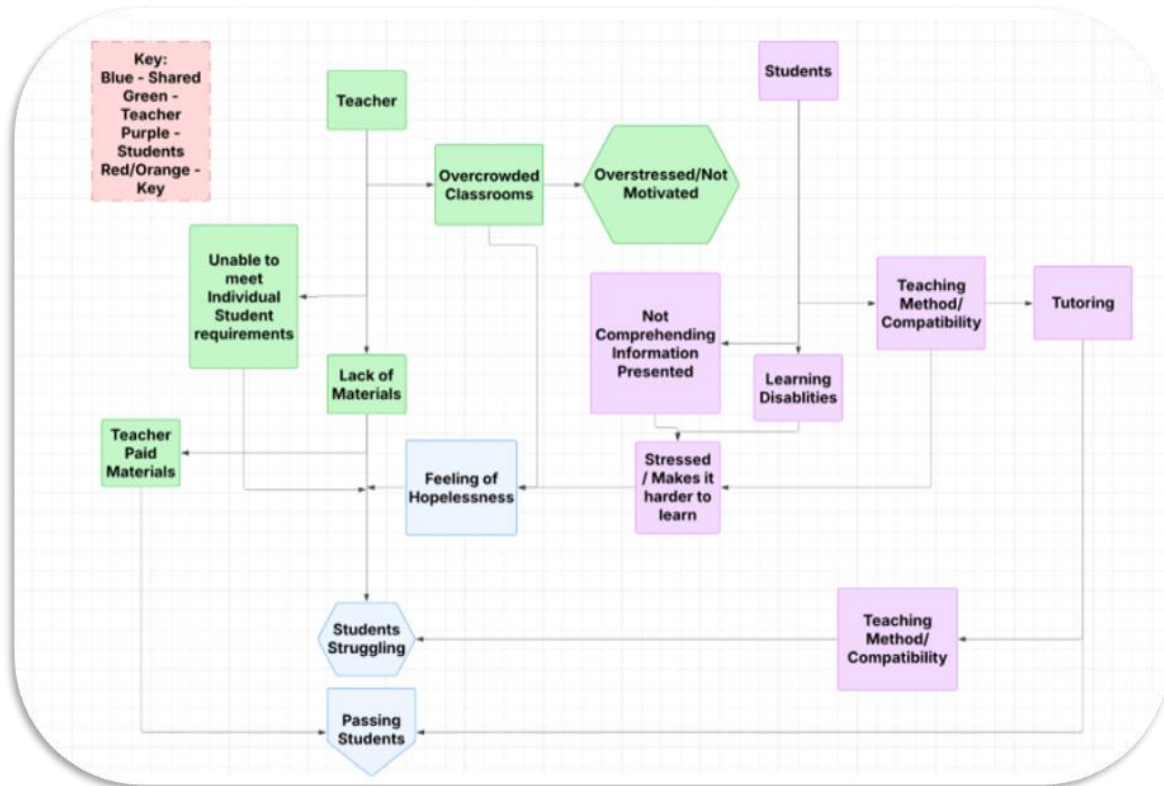 Key:
Blue - Shared
Green -
Teacher
Purple -
Students
Red/Orange -
Key
Teacher
Students
Overcrowded
Classrooms
Overstressed/Not
Motivated
Unable to
meet
Individual
Student
requirements
Not
Comprehending
Information
Presented
Teaching
Method/
Compatibility
Tutoring
Lack of
Materials
Learning
Disablities
Teacher
Paid
Materials
Feeling of
Hopelessness
Stressed
/ Makes it
harder to
learn
Students
Struggling
Teaching
Method/
Compatibility
Passing
Students